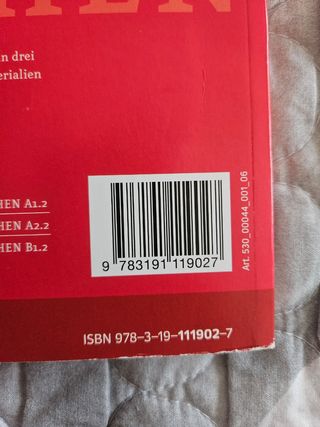 HEN
n drei
erialien
HEN A1.2
HEN A2.2
HEN B1.2
9 783191 119027
Art. 530_00044_001_06
ISBN 978–3–19–111902–7